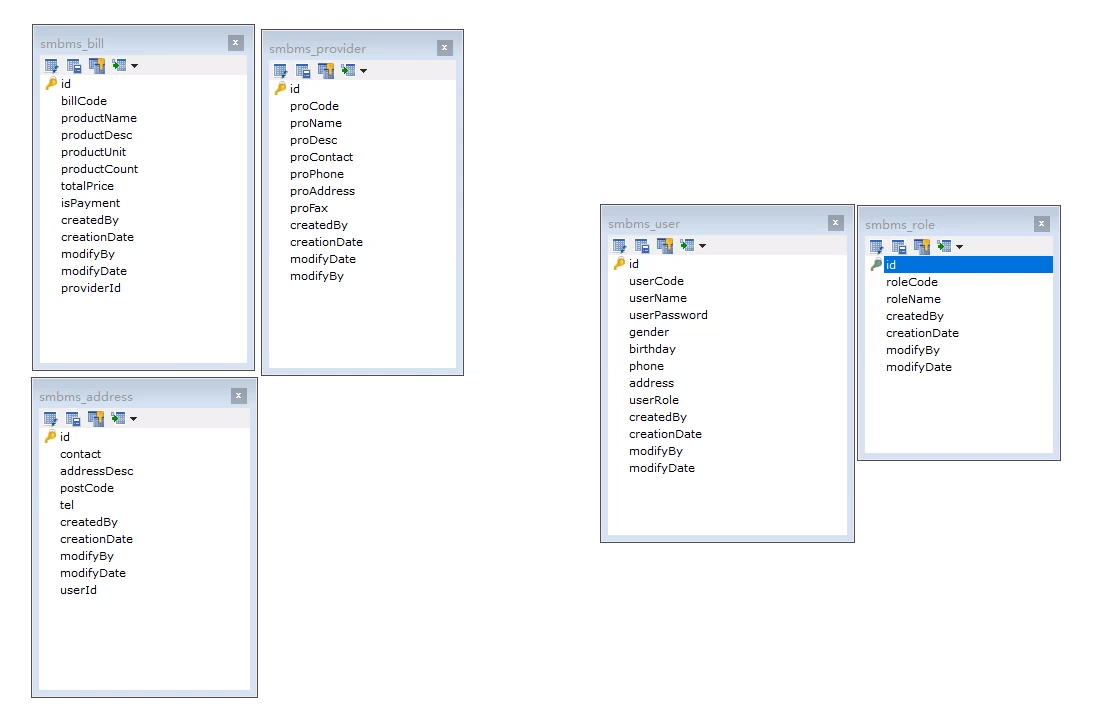 smbms_bill
id
billCode
productName
productDesc
productUnit
productCount
totalPrice
isPayment
createdBy
creationDate
modifyBy
modifyDate
providerId
smbms_provider
id
proCode
proName
proDesc
proContact
proPhone
proAddress
proFax
createdBy
creationDate
modifyDate
modifyBy
smbms_address
id
contact
addressDesc
postCode
tel
createdBy
creationDate
modifyBy
modifyDate
userId
smbms_user
id
userCode
userName
userPassword
gender
birthday
phone
address
userRole
createdBy
creationDate
modifyBy
modifyDate
smbms_role
id
roleCode
roleName
createdBy
creationDate
modifyBy
modifyDate